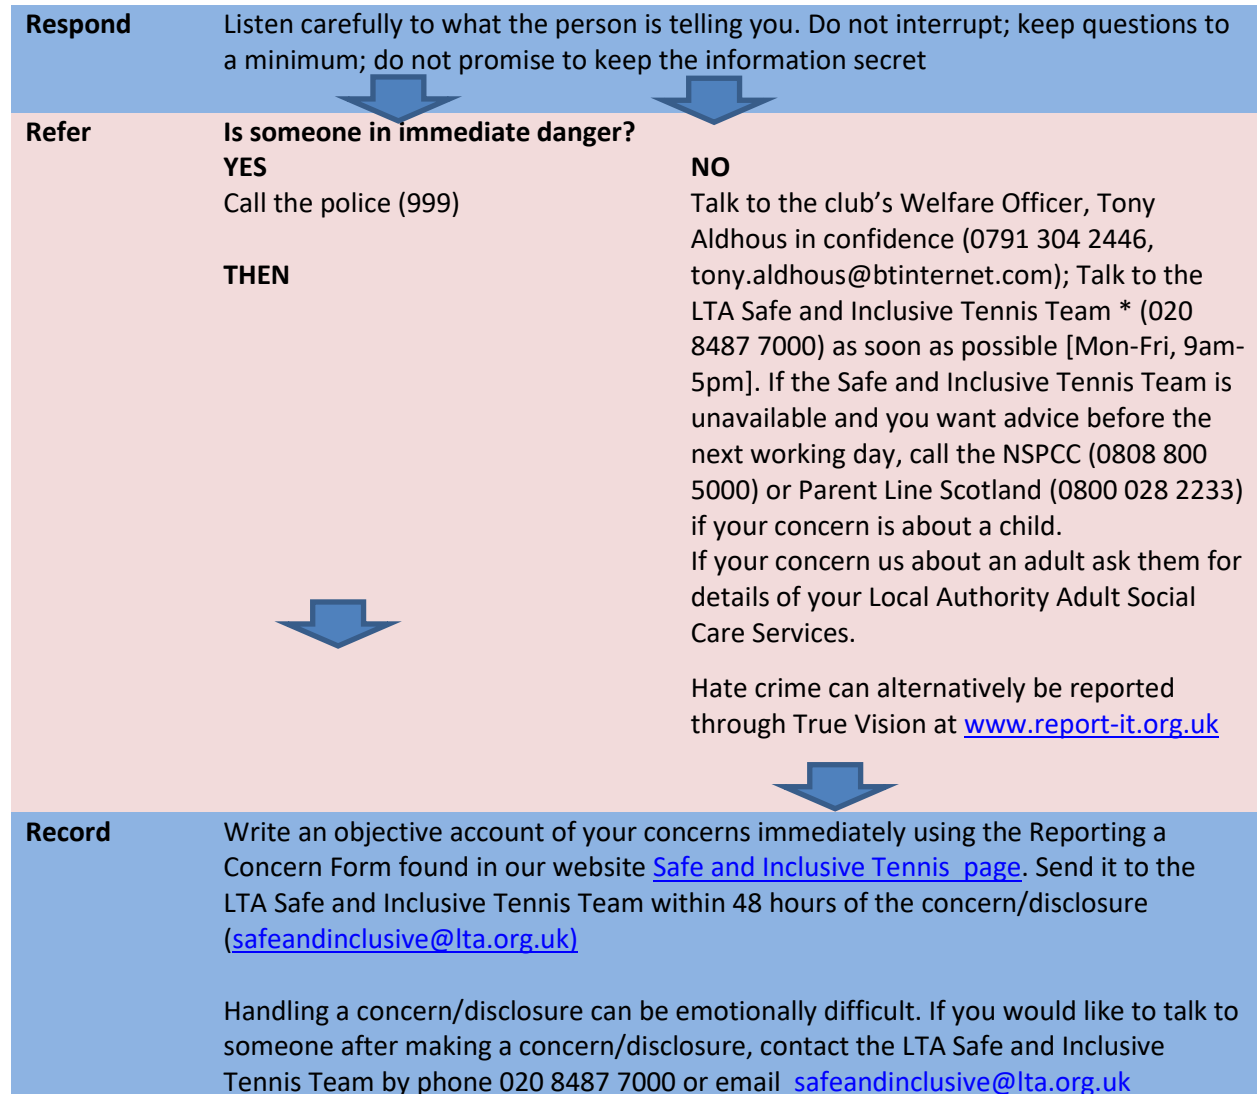 Respond
Listen carefully to what the person is telling you. Do not interrupt; keep questions to
a minimum; do not promise to keep the information secret
Refer
Is someone in immediate danger?
YES
Call the police (999)
THEN
NO
Talk to the club’s Welfare Officer, Tony
Aldhous in confidence (0791 304 2446,
tony.aldhous@btinternet.com); Talk to the
LTA Safe and Inclusive Tennis Team * (020
8487 7000) as soon as possible [Mon-Fri, 9am-
5pm]. If the Safe and Inclusive Tennis Team is
unavailable and you want advice before the
next working day, call the NSPCC (0808 800
5000) or Parent Line Scotland (0800 028 2233)
if your concern is about a child.
If your concern us about an adult ask them for
details of your Local Authority Adult Social
Care Services.
Hate crime can alternatively be reported
through True Vision at www.report-it.org.uk
Record
Write an objective account of your concerns immediately using the Reporting a
Concern Form found in our website Safe and Inclusive Tennis  page. Send it to the
LTA Safe and Inclusive Tennis Team within 48 hours of the concern/disclosure
(safeandinclusive@lta.org.uk)
Handling a concern/disclosure can be emotionally difficult. If you would like to talk to
someone after making a concern/disclosure, contact the LTA Safe and Inclusive
Tennis Team by phone 020 8487 7000 or email  safeandinclusive@lta.org.uk